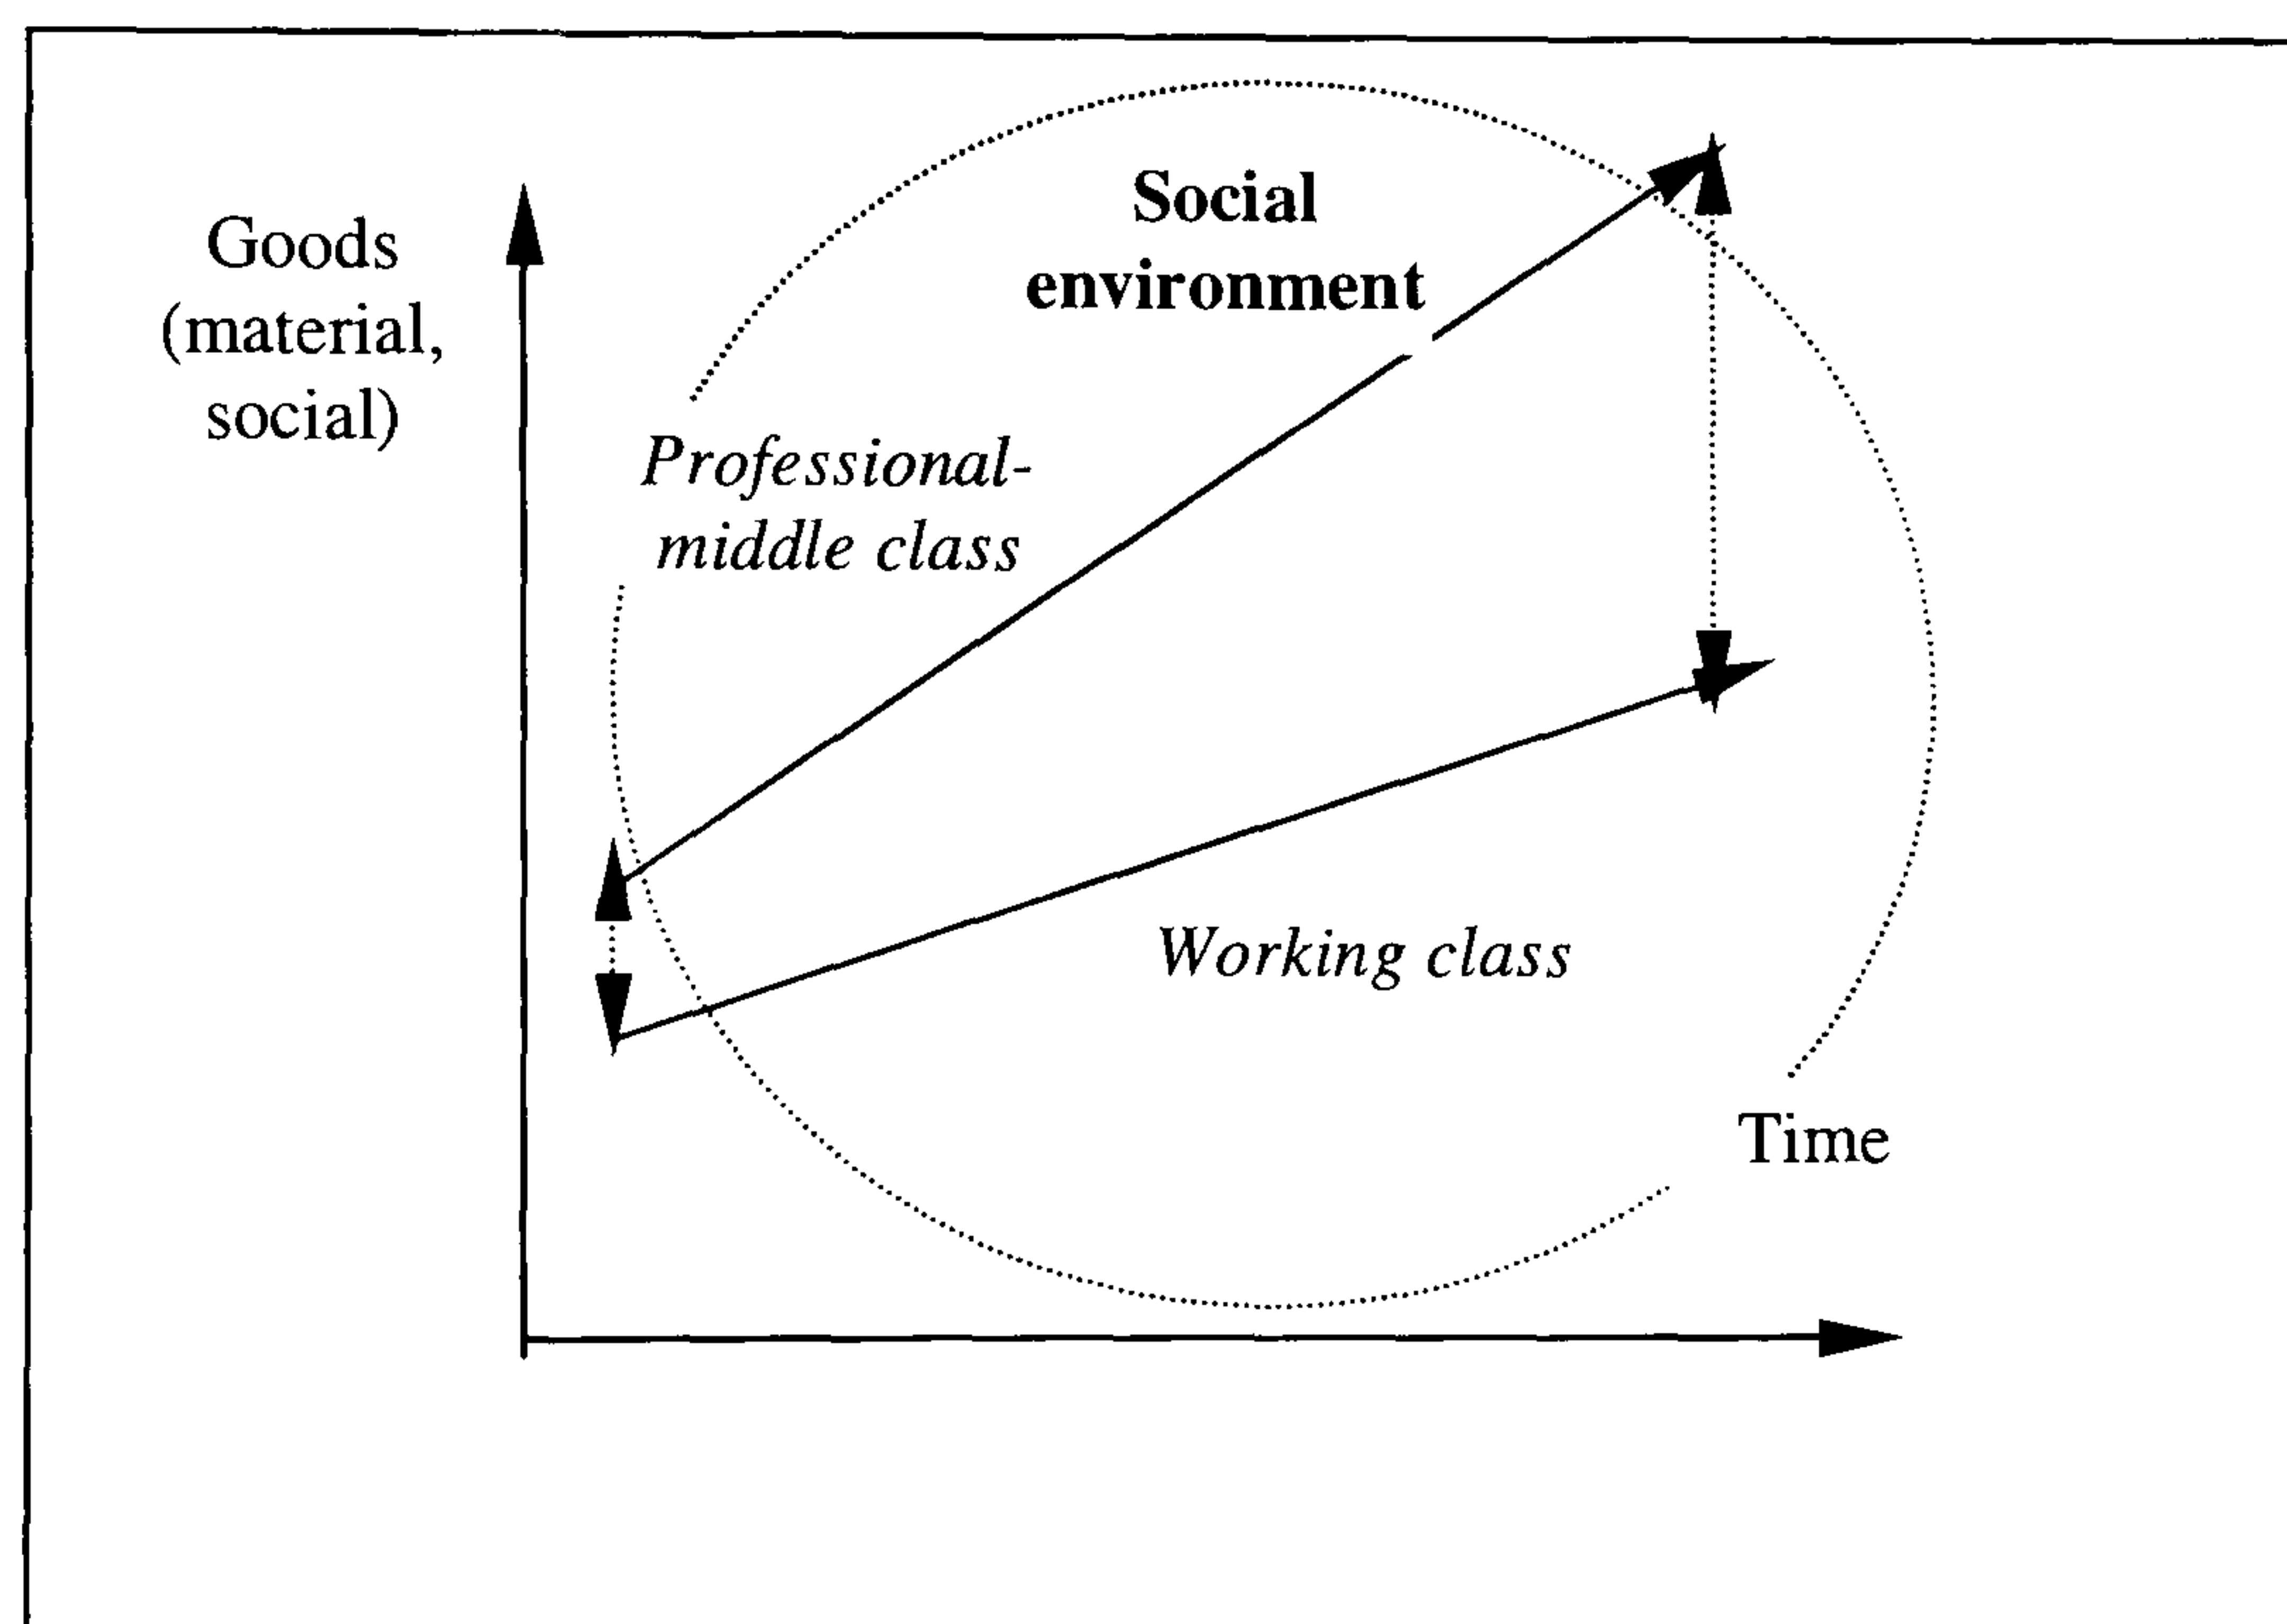 Goods
(material,
social)
Social
environment
Professional-
middle class
Working class
Time